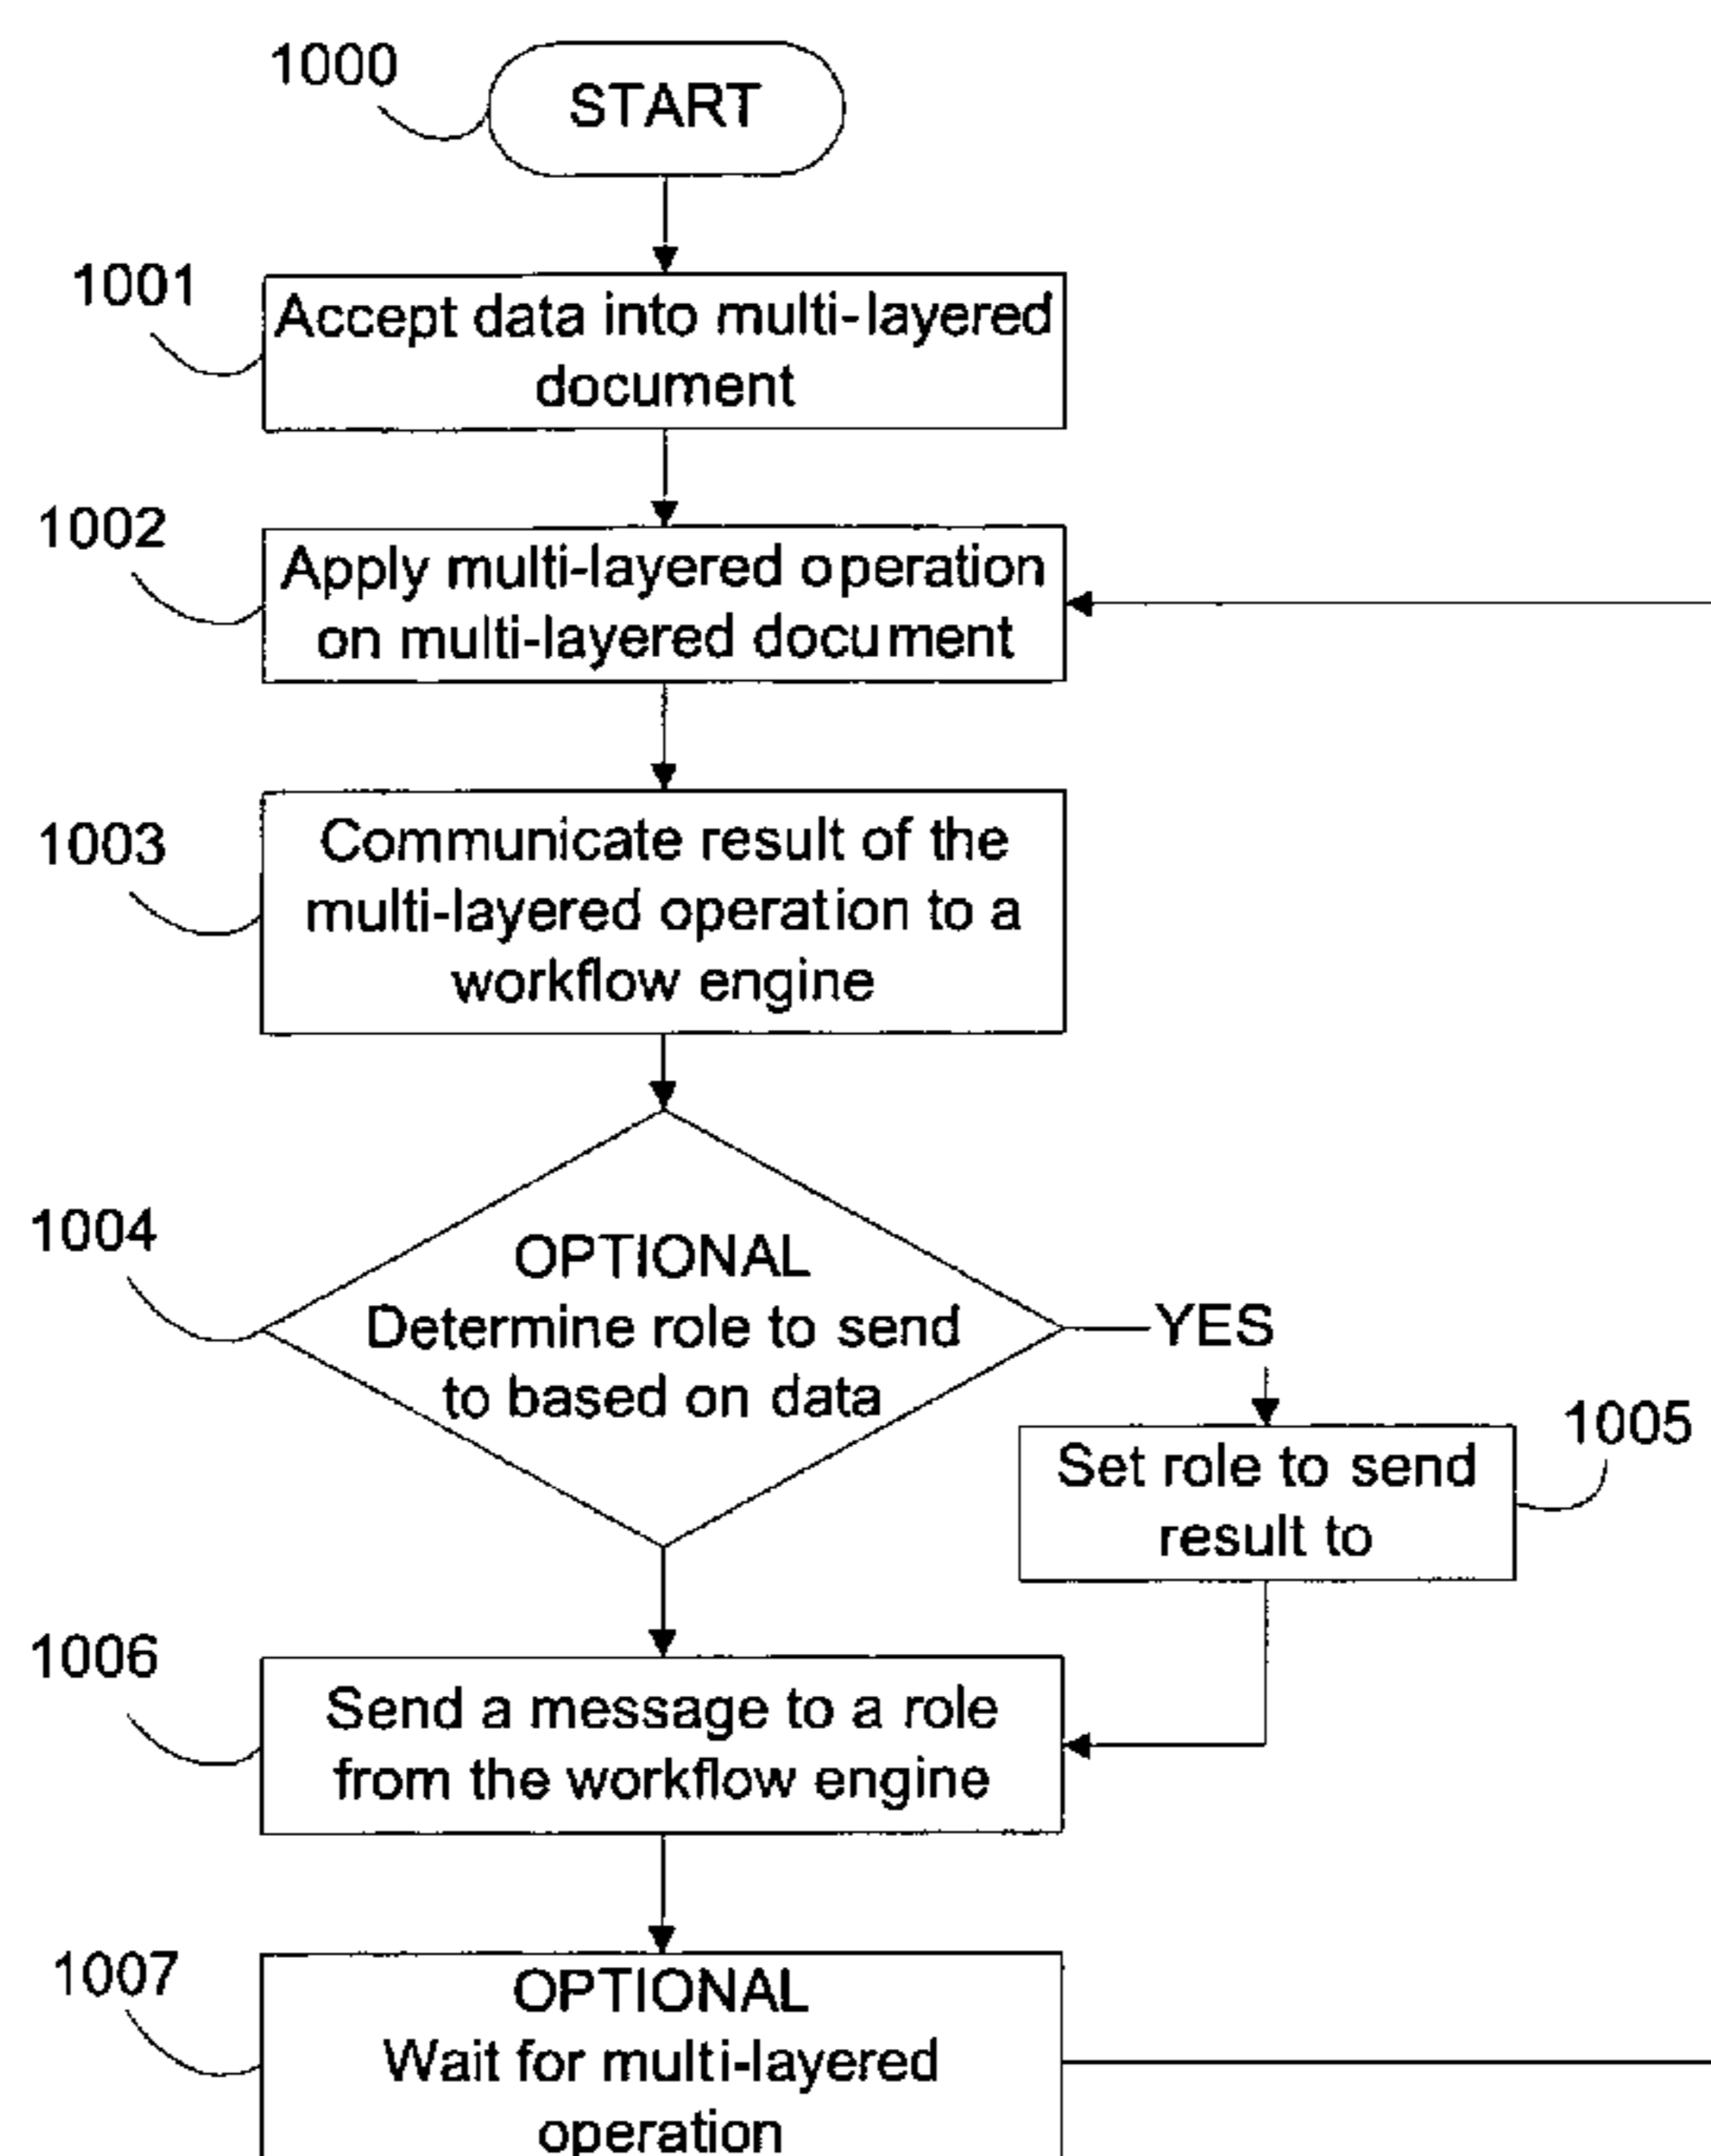 1000
START
1001
Accept data into multi-layered
document
1002
Apply multi-layered operation
on multi-layered document
1003
Communicate result of the
multi-layered operation to a
workflow engine
1004
OPTIONAL
Determine role to send
to based on data
YES
1005
Set role to send
result to
1006
Send a message to a role
from the workflow engine
1007
OPTIONAL
Wait for multi-layered
operation